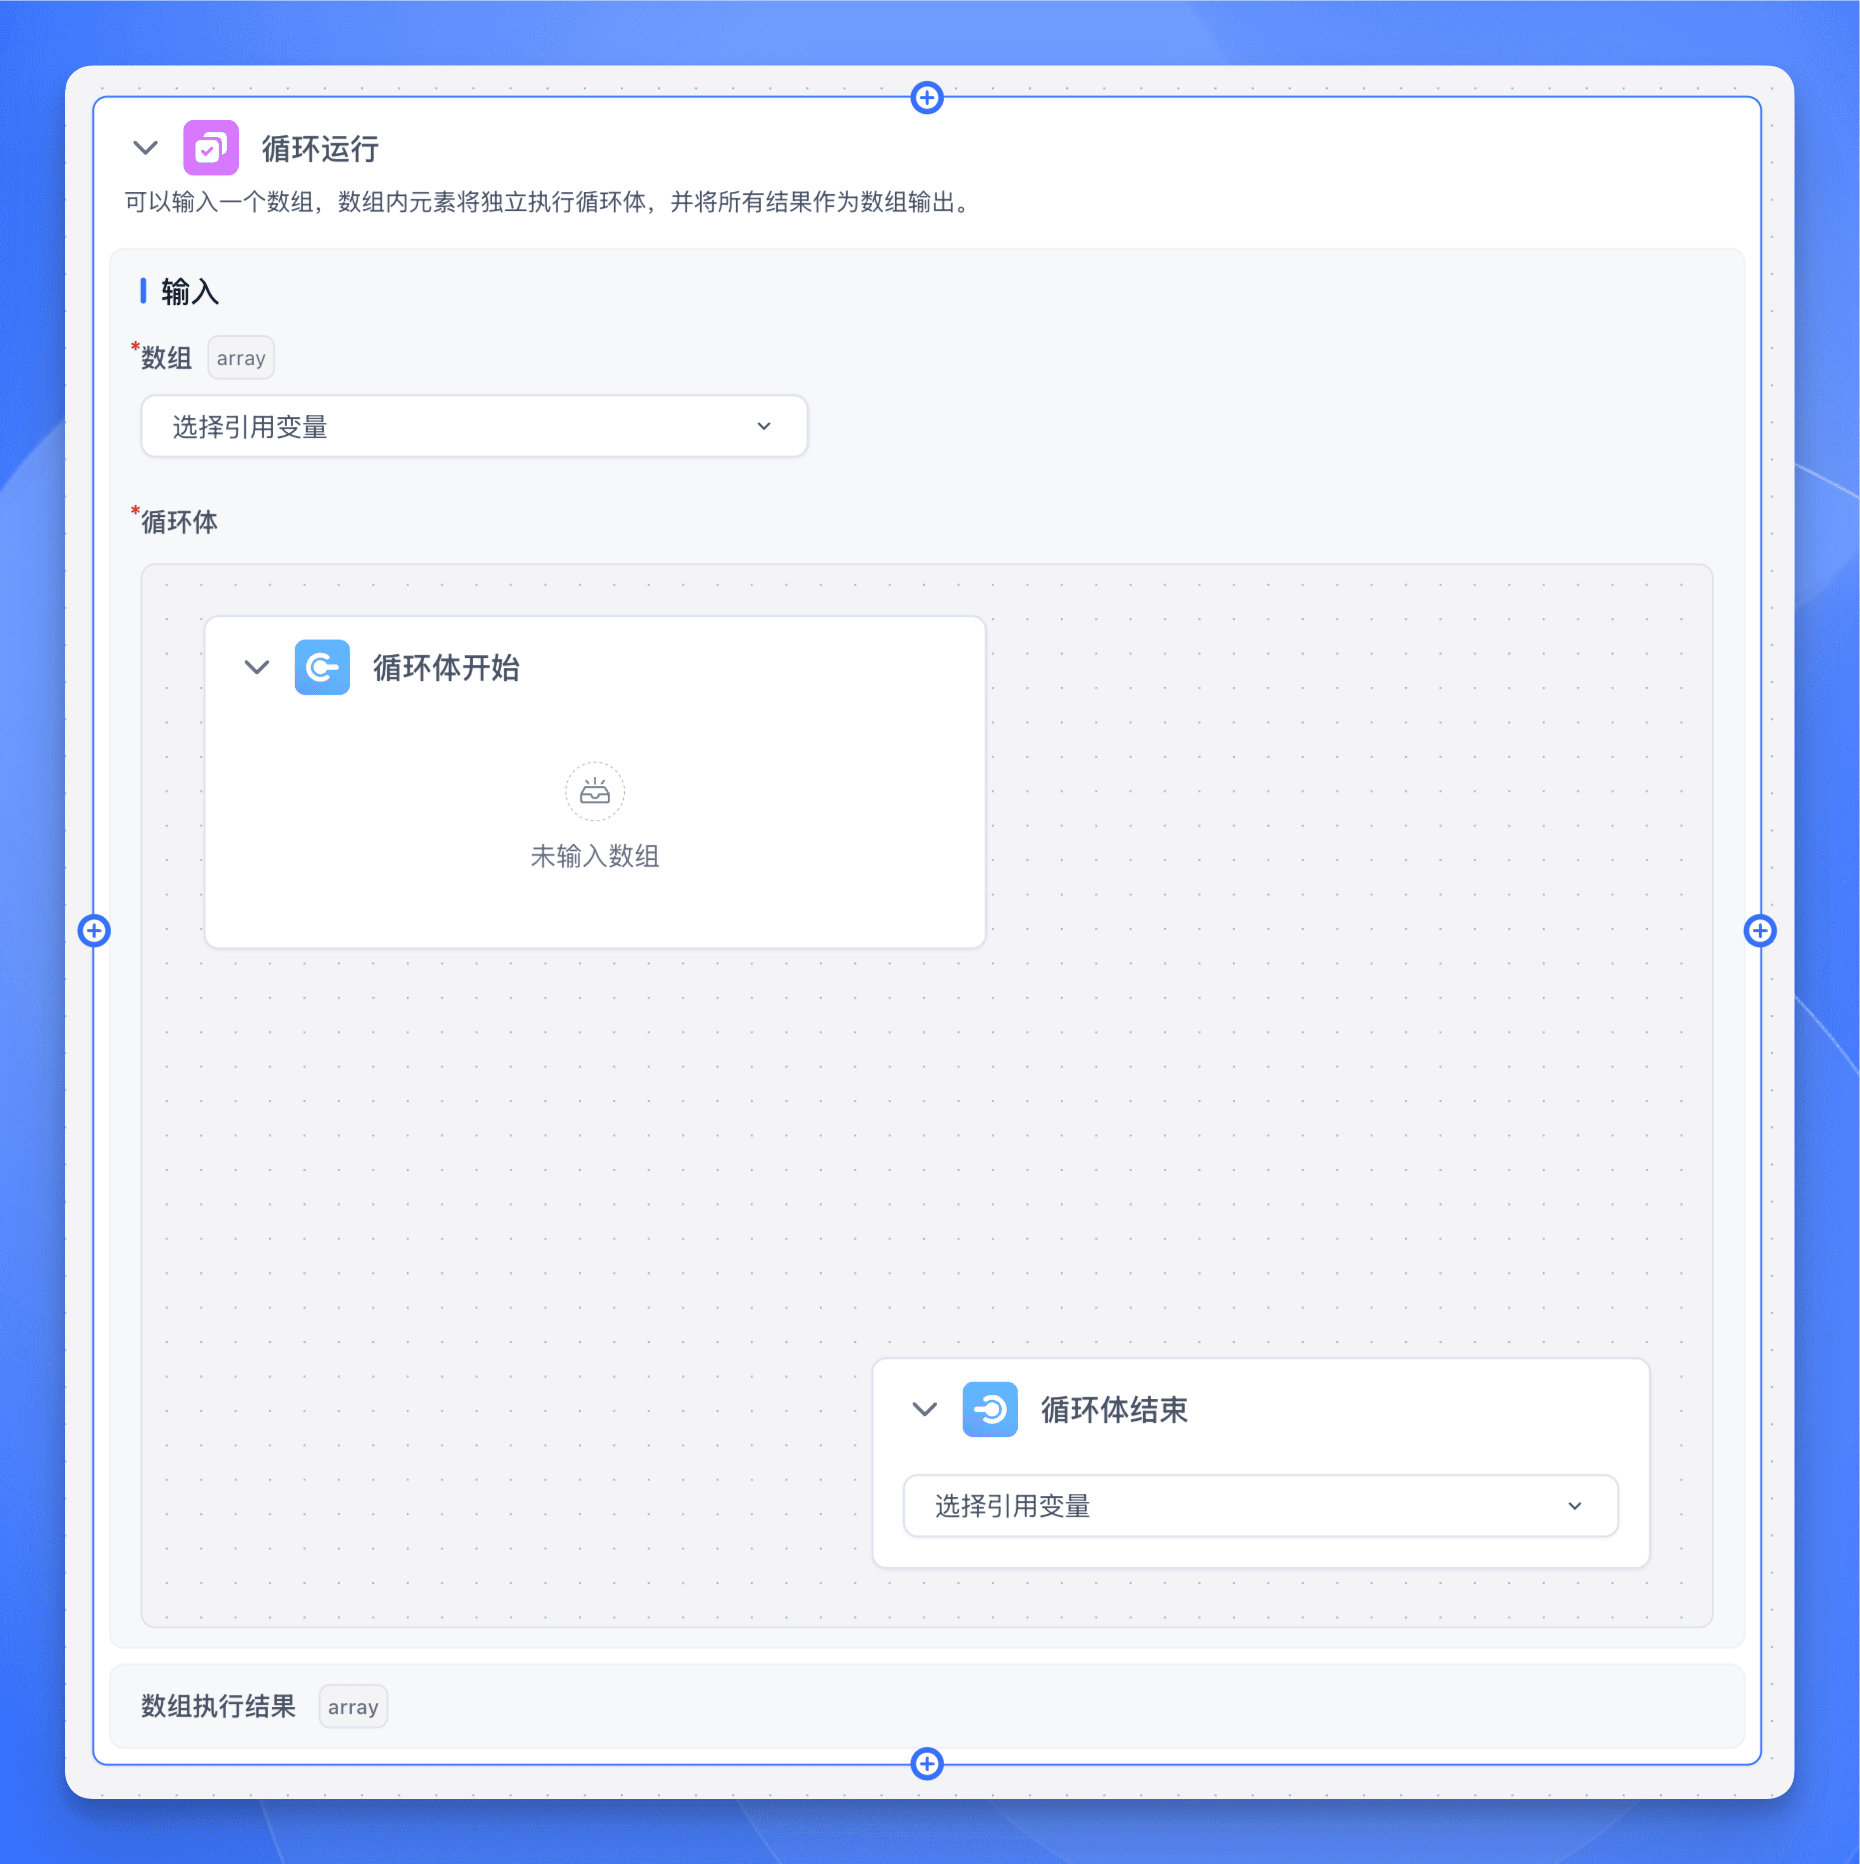 循环运行
可以输入一个数组，数组内元素将独立执行循环体，并将所有结果作为数组输出。
输入
*数组 array
选择引用变量
*循环体
循环体开始
未输入数组
循环体结束
选择引用变量
数组执行结果 array